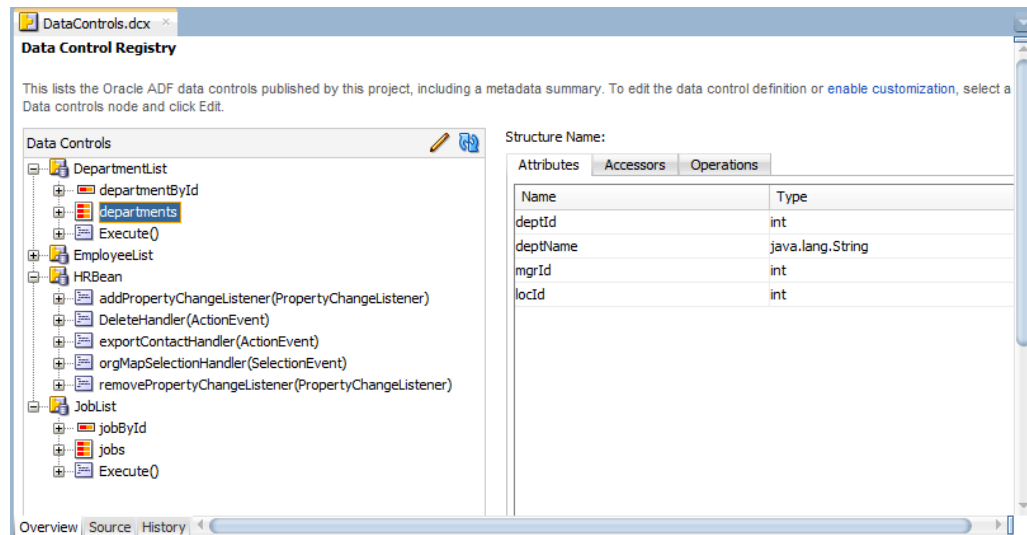 DataControls.dcx
Data Control Registry
This lists the Oracle ADF data controls published by this project, including a metadata summary. To edit the data control definition or enable customization, select a
Data controls node and click Edit.
Data Controls
DepartmentList
departmentById
departments
Execute()
EmployeeList
HRBean
addPropertyChangeListener(PropertyChangeListener)
DeleteHandler(ActionEvent)
exportContactHandler(ActionEvent)
orgMapSelectionHandler(SelectionEvent)
removePropertyChangeListener(PropertyChangeListener)
JobList
jobById
jobs
Execute()
Structure Name:
Attributes Accessors Operations
Name Type
deptId int
deptName java.lang.String
mgrId int
locId int
Overview Source History